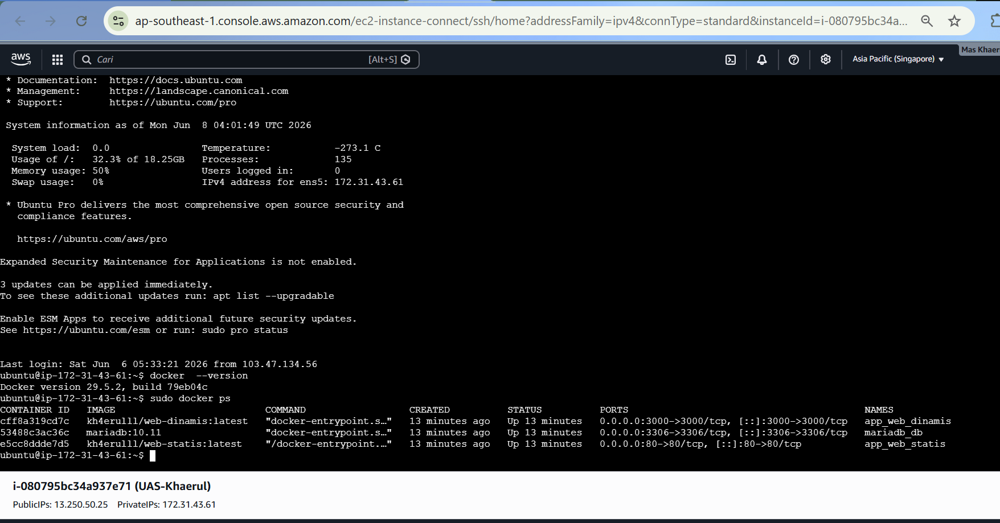 ap-southeast-1.console.aws.amazon.com/ec2-instance-connect/ssh/home?addressFamily=ipv4&connType=standard&instanceId=i-080795bc34a...
aws
Cari [Alt+S]
Asia Pacific (Singapore) ▼
Mas Khaer
* Documentation:  https://docs.ubuntu.com
* Management:     https://landscape.canonical.com
* Support:        https://ubuntu.com/pro
System information as of Mon Jun  8 04:01:49 UTC 2026
System load:  0.0                Temperature:           -273.1 C
Usage of /:   32.3% of 18.25GB   Processes:             135
Memory usage: 50%                Users logged in:       0
Swap usage:   0%                 IPv4 address for ens5: 172.31.43.61
* Ubuntu Pro delivers the most comprehensive open source security and
compliance features.
https://ubuntu.com/aws/pro
Expanded Security Maintenance for Applications is not enabled.
3 updates can be applied immediately.
To see these additional updates run: apt list --upgradable
Enable ESM Apps to receive additional future security updates.
See https://ubuntu.com/esm or run: sudo pro status
Last login: Sat Jun  6 05:33:21 2026 from 103.47.134.56
ubuntu@ip-172-31-43-61:~$ docker  --version
Docker version 29.5.2, build 79eb04c
ubuntu@ip-172-31-43-61:~$ sudo docker ps
CONTAINER ID   IMAGE                          COMMAND                  CREATED          STATUS          PORTS                                         NAMES
cff8a319cd7c   kh4erulll/web-dinamis:latest   "docker-entrypoint.s…"   13 minutes ago   Up 13 minutes   0.0.0.0:3000->3000/tcp, [::]:3000->3000/tcp   app_web_dinamis
53488c3ac36c   mariadb:10.11                  "docker-entrypoint.s…"   13 minutes ago   Up 13 minutes   0.0.0.0:3306->3306/tcp, [::]:3306->3306/tcp   mariadb_db
e5cc8ddde7d5   kh4erulll/web-statis:latest    "/docker-entrypoint.…"   13 minutes ago   Up 13 minutes   0.0.0.0:80->80/tcp, [::]:80->80/tcp           app_web_statis
ubuntu@ip-172-31-43-61:~$
i-080795bc34a937e71 (UAS-Khaerul)
PublicIPs: 13.250.50.25 PrivateIPs: 172.31.43.61